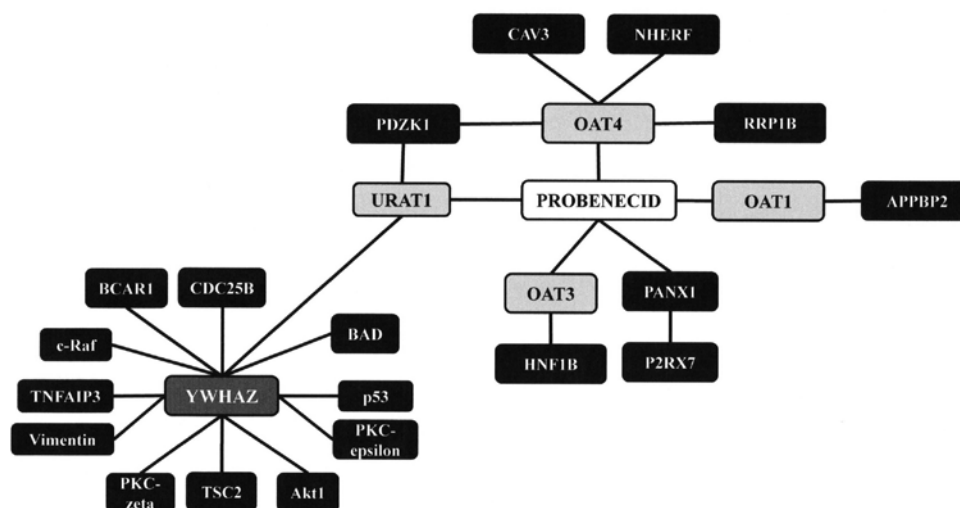 CAV3
NHERF
PDZK1
OAT4
RRP1B
URAT1
PROBENECID
OAT1
APPBP2
BCAR1
CDC25B
OAT3
PANX1
c-Raf
BAD
HNF1B
P2RX7
TNFAIP3
YWHAZ
p53
Vimentin
PKC-
epsilon
PKC-
zeta
TSC2
Akt1